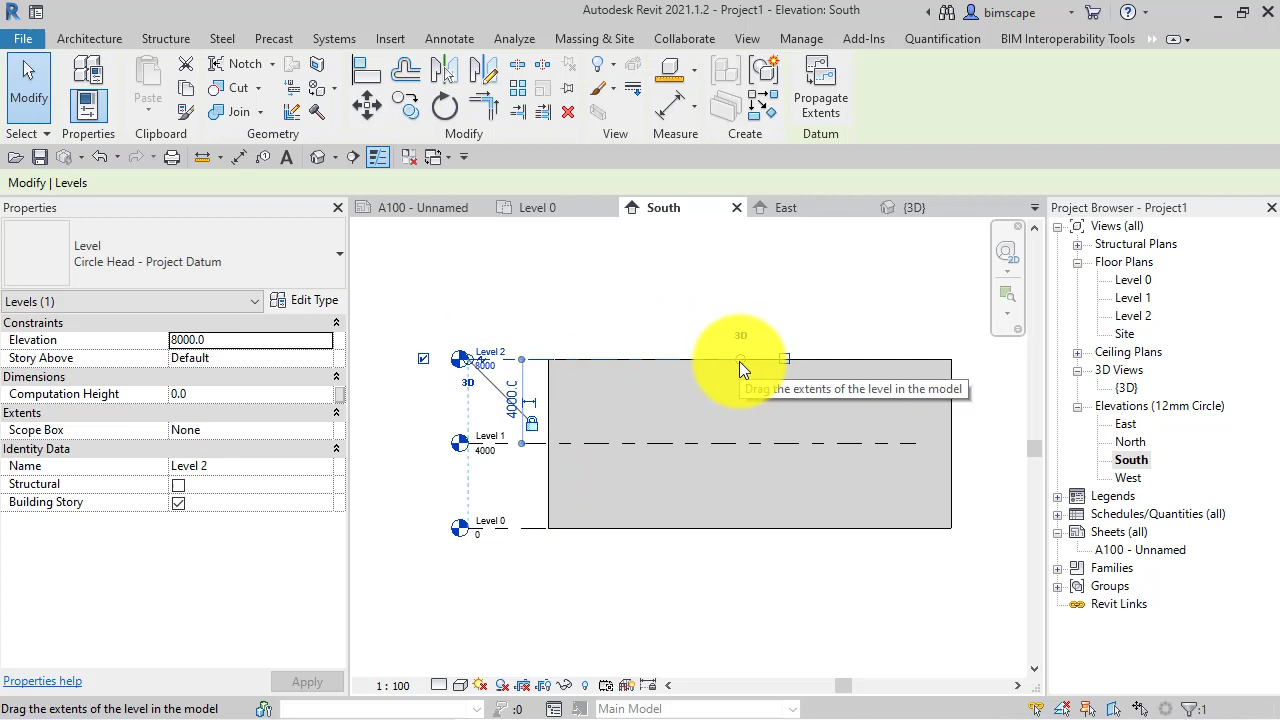 Autodesk Revit 2021.1.2 - Project1 - Elevation: South
bimscape
File
Architecture
Structure
Steel
Precast
Systems
Insert
Annotate
Analyze
Massing & Site
Collaborate
View
Manage
Add-Ins
Quantification
BIM Interoperability Tools
Modify
Paste
Notch
Cut
Join
Propagate
Extents
Select
Properties
Clipboard
Geometry
Modify
View
Measure
Create
Datum
Modify | Levels
Properties
A100 - Unnamed
Level 0
South
East
{3D}
Project Browser - Project1
Level
Circle Head - Project Datum
Levels (1)
Edit Type
Constraints
Elevation
8000.0
Story Above
Default
Dimensions
Computation Height
0.0
Extents
Scope Box
None
Identity Data
Name
Level 2
Structural
Building Story
Properties help
Apply
2D
3D
Level 2
8000
3D
4000.0
Drag the extents of the level in the model
Level 1
4000
Level 0
0
Views (all)
Structural Plans
Floor Plans
Level 0
Level 1
Level 2
Site
Ceiling Plans
3D Views
{3D}
Elevations (12mm Circle)
East
North
South
West
Legends
Schedules/Quantities (all)
Sheets (all)
A100 - Unnamed
Families
Groups
Revit Links
1 : 100
Drag the extents of the level in the model
:0
Main Model
:1